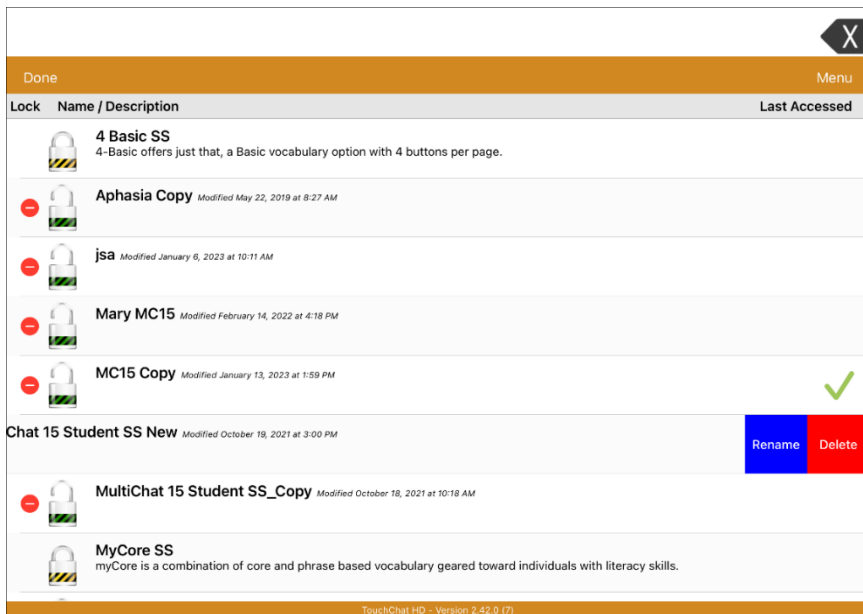 X
Done Menu
Lock Name / Description Last Accessed
4 Basic SS
4-Basic offers just that, a Basic vocabulary option with 4 buttons per page.
Aphasia Copy Modified May 22, 2019 at 8:27 AM
jsa Modified January 6, 2023 at 10:11 AM
Mary MC15 Modified February 14, 2022 at 4:18 PM
MC15 Copy Modified January 13, 2023 at 1:59 PM
Chat 15 Student SS New Modified October 19, 2021 at 3:00 PM Rename Delete
MultiChat 15 Student SS_Copy Modified October 18, 2021 at 10:18 AM
MyCore SS
myCore is a combination of core and phrase based vocabulary geared toward individuals with literacy skills.
TouchChat HD - Version 2.42.0 (7)